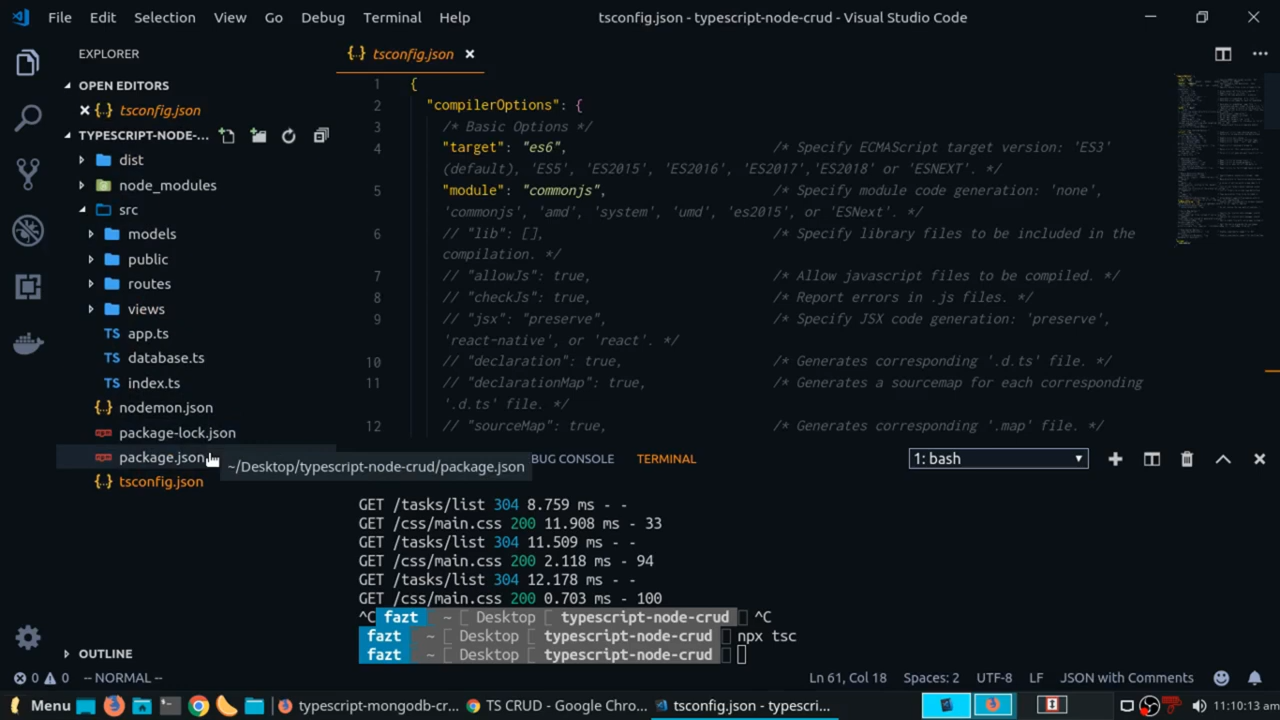 File Edit Selection View Go Debug Terminal Help
tsconfig.json - typescript-node-crud - Visual Studio Code
EXPLORER
OPEN EDITORS
{} tsconfig.json
TYPESCRIPT-NODE-...
dist
node_modules
src
models
public
routes
views
TS app.ts
TS database.ts
TS index.ts
{} nodemon.json
package-lock.json
package.json
~/Desktop/typescript-node-crud/package.json
{} tsconfig.json
OUTLINE
{} tsconfig.json
1 {
2 "compilerOptions": {
3 /* Basic Options */
4 "target": "es6", /* Specify ECMAScript target version: 'ES3'
(default), 'ES5', 'ES2015', 'ES2016', 'ES2017','ES2018' or 'ESNEXT'. */
5 "module": "commonjs", /* Specify module code generation: 'none',
'commonjs', 'amd', 'system', 'umd', 'es2015', or 'ESNext'. */
6 // "lib": [], /* Specify library files to be included in the
compilation. */
7 // "allowJs": true, /* Allow javascript files to be compiled. */
8 // "checkJs": true, /* Report errors in .js files. */
9 // "jsx": "preserve", /* Specify JSX code generation: 'preserve',
'react-native', or 'react'. */
10 // "declaration": true, /* Generates corresponding '.d.ts' file. */
11 // "declarationMap": true, /* Generates a sourcemap for each corresponding
'.d.ts' file. */
12 // "sourceMap": true, /* Generates corresponding '.map' file. */
BUG CONSOLE TERMINAL 1: bash
GET /tasks/list 304 8.759 ms - -
GET /css/main.css 200 11.908 ms - 33
GET /tasks/list 304 11.509 ms - -
GET /css/main.css 200 2.118 ms - 94
GET /tasks/list 304 12.178 ms - -
GET /css/main.css 200 0.703 ms - 100
^C fazt ~ Desktop typescript-node-crud ^C
fazt ~ Desktop typescript-node-crud npx tsc
fazt ~ Desktop typescript-node-crud
0 0 -- NORMAL -- Ln 61, Col 18 Spaces: 2 UTF-8 LF JSON with Comments
Menu typescript-mongodb-cr... TS CRUD - Google Chro... tsconfig.json - typescri... 11:10:13 am